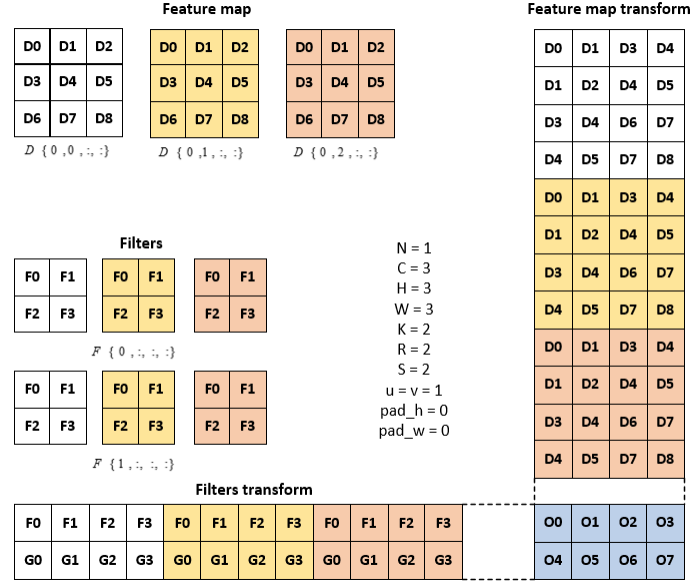 Feature map
D0 D1 D2 D0 D1 D2 D0 D1 D2
D3 D4 D5 D3 D4 D5 D3 D4 D5
D6 D7 D8 D6 D7 D8 D6 D7 D8
D { 0 ,0 , :, :} D { 0 ,1 , :, :} D { 0 ,2 , :, :}
Filters
F0 F1 F0 F1 F0 F1
F2 F3 F2 F3 F2 F3
F { 0 , :, :, :}
F0 F1 F0 F1 F0 F1
F2 F3 F2 F3 F2 F3
F {1 , :, :, :}
N = 1
C = 3
H = 3
W = 3
K = 2
R = 2
S = 2
u = v = 1
pad_h = 0
pad_w = 0
Feature map transform
D0 D1 D3 D4
D1 D2 D4 D5
D3 D4 D6 D7
D4 D5 D7 D8
D0 D1 D3 D4
D1 D2 D4 D5
D3 D4 D6 D7
D4 D5 D7 D8
D0 D1 D3 D4
D1 D2 D4 D5
D3 D4 D6 D7
D4 D5 D7 D8
Filters transform
F0 F1 F2 F3 F0 F1 F2 F3 F0 F1 F2 F3
G0 G1 G2 G3 G0 G1 G2 G3 G0 G1 G2 G3
O0 O1 O2 O3
O4 O5 O6 O7